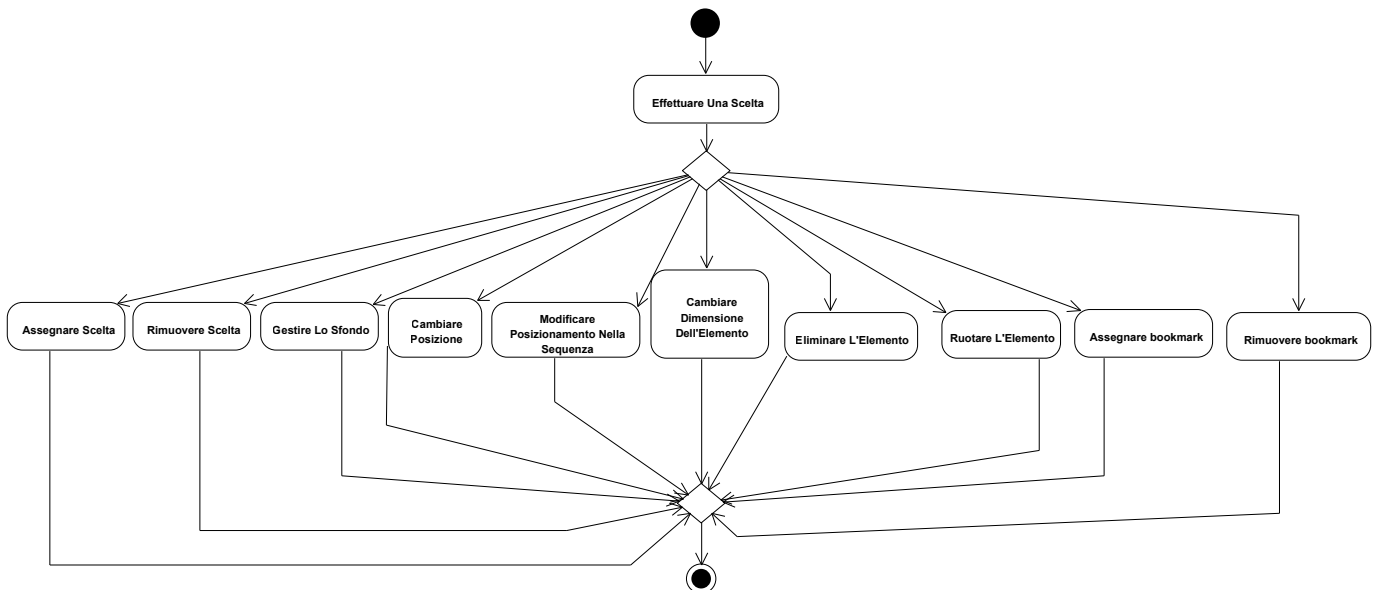 Effettuare Una Scelta
Assegnare Scelta
Rimuovere Scelta
Gestire Lo Sfondo
Cambiare
Posizione
Modificare
Posizionamento Nella
Sequenza
Cambiare
Dimensione
Dell'Elemento
Eliminare L'Elemento
Ruotare L'Elemento
Assegnare bookmark
Rimuovere bookmark